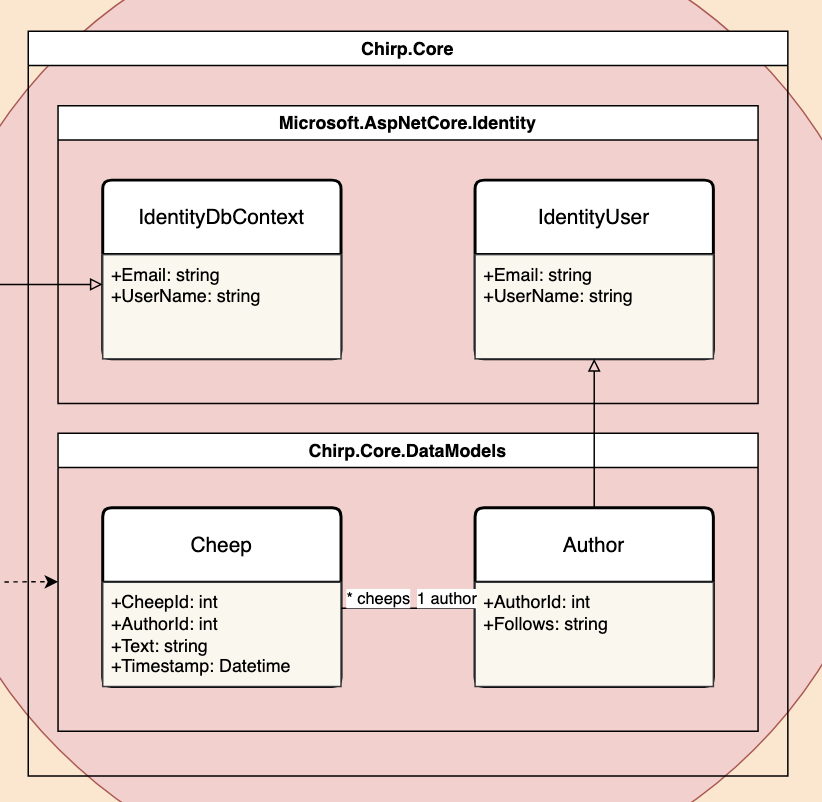 Chirp.Core
Microsoft.AspNetCore.Identity
IdentityDbContext
+Email: string
+UserName: string
IdentityUser
+Email: string
+UserName: string
Chirp.Core.DataModels
Cheep
+CheepId: int
+AuthorId: int
+Text: string
+Timestamp: Datetime
* cheeps
1 author
Author
+AuthorId: int
+Follows: string